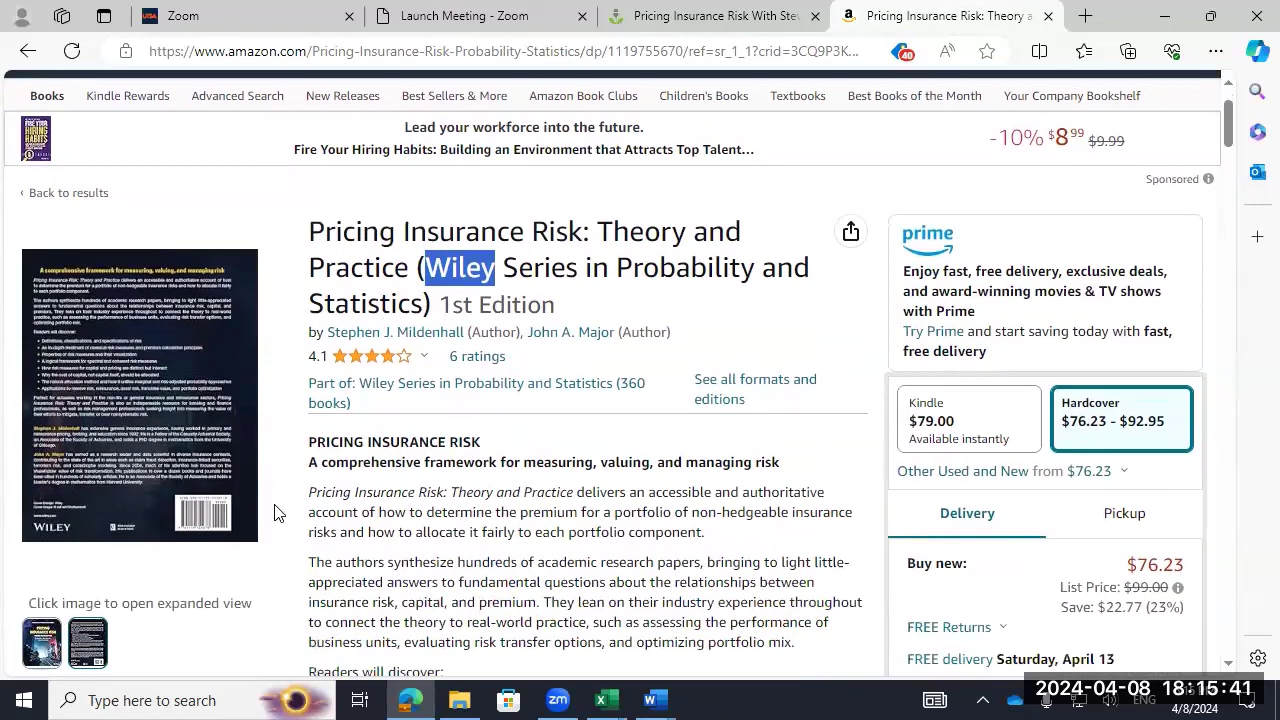 Zoom
Launch Meeting - Zoom
Pricing Insurance Risk With Stev
Pricing Insurance Risk: Theory a
https://www.amazon.com/Pricing-Insurance-Risk-Probability-Statistics/dp/1119755670/ref=sr_1_1?crid=3CQ9P3K...
40
Books
Kindle Rewards
Advanced Search
New Releases
Best Sellers & More
Amazon Book Clubs
Children's Books
Textbooks
Best Books of the Month
Your Company Bookshelf
FIRE YOUR HIRING HABITS
Lead your workforce into the future.
Fire Your Hiring Habits: Building an Environment that Attracts Top Talent...
-10% $8 99 $9.99
Sponsored
‹ Back to results
Pricing Insurance Risk: Theory and
Practice (Wiley Series in Probability and
Statistics) 1st Edition
by Stephen J. Mildenhall (Author), John A. Major (Author)
4.1
6 ratings
Part of: Wiley Series in Probability and Statistics (360
books)
See all formats and
editions
PRICING INSURANCE RISK
A comprehensive framework for measuring, valuing, and managing risk
Pricing Insurance Risk: Theory and Practice delivers an accessible and authoritative
account of how to determine the premium for a portfolio of non-hedgeable insurance
risks and how to allocate it fairly to each portfolio component.
The authors synthesize hundreds of academic research papers, bringing to light little-
appreciated answers to fundamental questions about the relationships between
insurance risk, capital, and premium. They lean on their industry experience throughout
to connect the theory to real-world practice, such as assessing the performance of
business units, evaluating risk transfer options, and optimizing portfolio mix.
Readers will discover:
A comprehensive framework for measuring, valuing, and managing risk
WILEY
Click image to open expanded view
prime
Enjoy fast, free delivery, exclusive deals,
and award-winning movies & TV shows
with Prime
Try Prime and start saving today with fast,
free delivery
Kindle
$79.00
Available instantly
Hardcover
$76.23 - $92.95
Other Used and New from $76.23
Delivery
Pickup
Buy new:
$76.23
List Price: $99.00
Save: $22.77 (23%)
FREE Returns
FREE delivery Saturday, April 13
Type here to search
zm
ENG
2024-04-08 18:15:41
4/8/2024